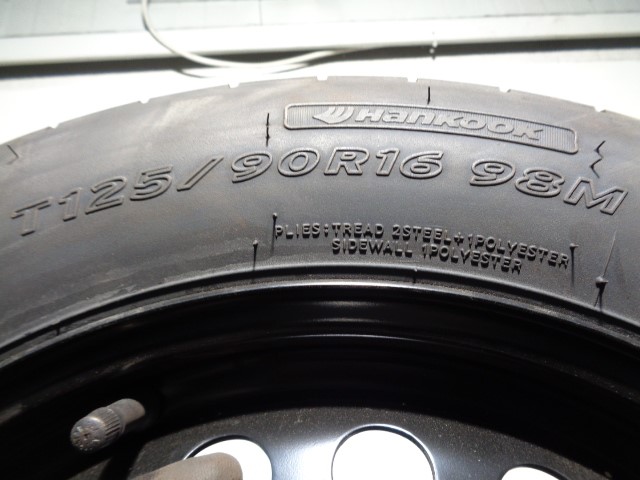 Hankook
T125/90R16 98M
PLIES:TREAD 2STEEL+1POLYESTER
SIDEWALL 1POLYESTER